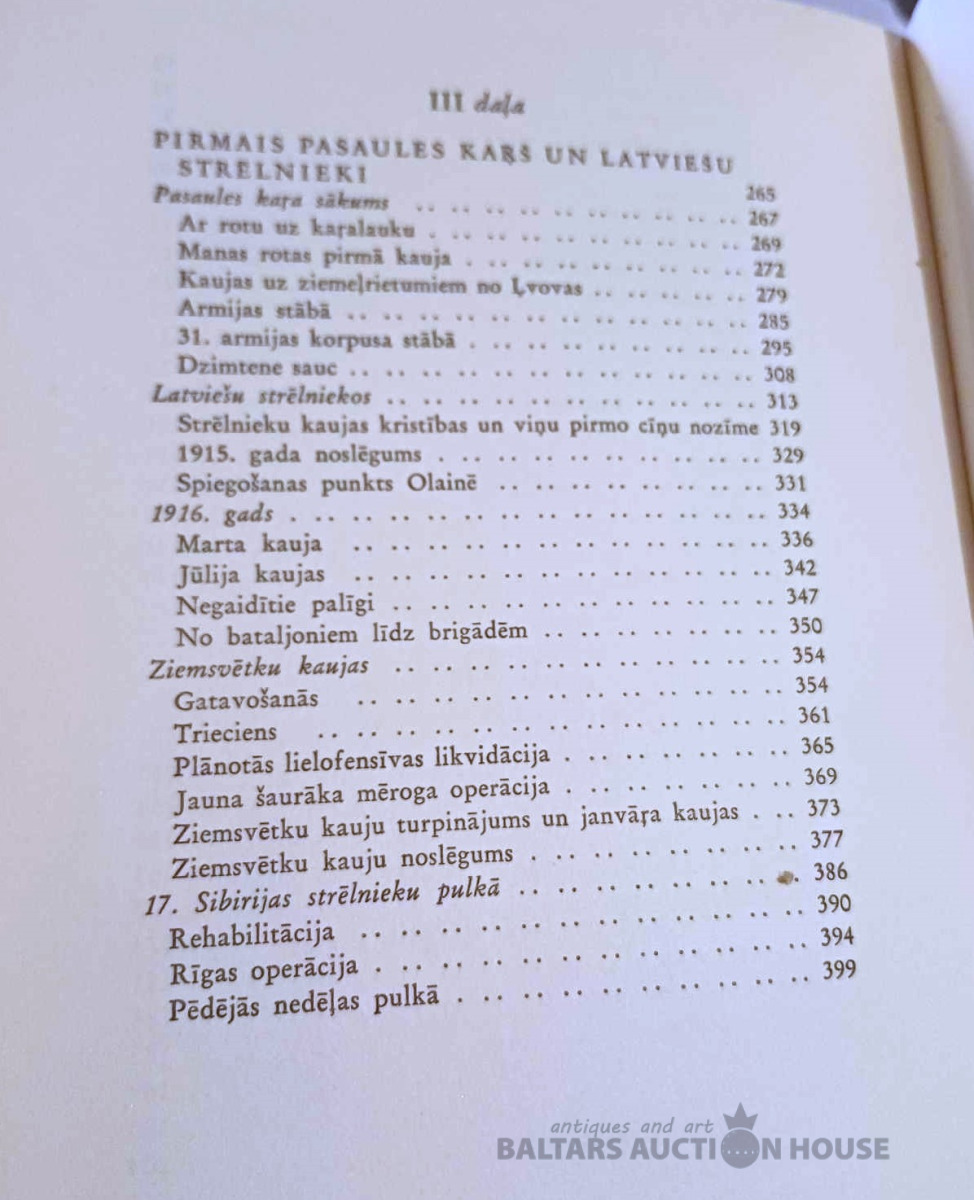 III daļa
PIRMAIS PASAULES KAŖŠ UN LATVIEŠU
STRĒLNIEKI 265
Pasaules kaŗa sākums .. .. .. .. .. .. .. .. .. .. 267
Ar rotu uz kaŗalauku . .. .. .. .. .. .. .. .. .. 269
Manas rotas pirmā kauja . .. .. .. .. .. .. .. .. 272
Kaujas uz ziemeļrietumiem no Ļvovas .. .. .. .. .. 279
Armijas stābā .. .. .. .. .. .. .. .. .. .. .. .. 285
31. armijas korpusa stābā . .. .. .. .. .. .. .. .. 295
Dzimtene sauc .. .. .. .. .. .. .. .. .. .. .. .. 308
Latviešu strēlniekos .. .. .. .. .. .. .. .. .. .. .. 313
Strēlnieku kaujas kristības un viņu pirmo cīņu nozīme 319
1915. gada noslēgums . .. .. .. .. .. .. .. .. .. 329
Spiegošanas punkts Olainē .. .. .. .. .. .. .. .. 331
1916. gads . .. .. .. .. .. .. .. .. .. .. .. .. .. 334
Marta kauja .. .. .. .. .. .. .. .. .. .. .. .. 336
Jūlija kaujas .. .. .. .. .. .. .. .. .. .. .. .. 342
Negaidītie palīgi .. .. .. .. .. .. .. .. .. .. .. 347
No bataljoniem līdz brigādēm .. .. .. .. .. .. .. 350
Ziemsvētku kaujas .. .. .. .. .. .. .. .. .. .. .. 354
Gatavošanās .. .. .. .. .. .. .. .. .. .. .. .. 354
Trieciens .. .. .. .. .. .. .. .. .. .. .. .. .. 361
Plānotās lielofensīvas likvidācija . .. .. .. .. .. .. 365
Jauna šaurāka mēroga operācija . .. .. .. .. .. .. 369
Ziemsvētku kauju turpinājums un janvāŗa kaujas . .. 373
Ziemsvētku kauju noslēgums . .. .. .. .. .. .. .. 377
17. Sibirijas strēlnieku pulkā .. .. .. .. .. .. .. .. 386
Rehabilitācija .. .. .. .. .. .. .. .. .. .. .. .. 390
Rīgas operācija . .. .. .. .. .. .. .. .. .. .. .. 394
Pēdējās nedēļas pulkā . .. .. .. .. .. .. .. .. .. 399
antiques and art
BALTARS AUCTION HOUSE